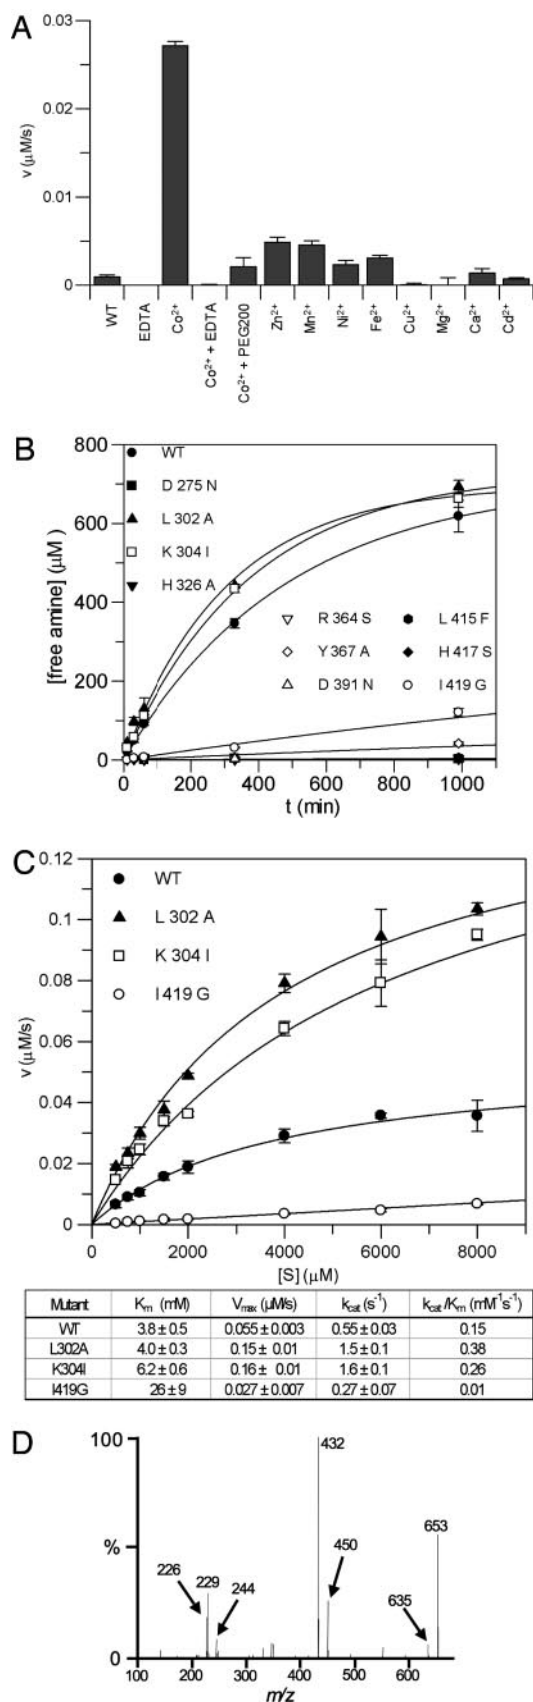 A
0.03
0.02
0.01
0
v (µM/s)
WT
EDTA
Co²⁺
Co²⁺ + EDTA
Co²⁺ + PEG200
Zn²⁺
Mn²⁺
Ni²⁺
Fe²⁺
Cu²⁺
Mg²⁺
Ca²⁺
Cd²⁺
B
800
600
400
200
0
[free amine] (µM)
WT
D 275 N
L 302 A
K 304 I
H 326 A
R 364 S
Y 367 A
D 391 N
L 415 F
H 417 S
I 419 G
0 200 400 600 800 1000
t (min)
C
0.12
0.1
0.08
0.06
0.04
0.02
0
v (µM/s)
WT
L 302 A
K 304 I
I 419 G
0 2000 4000 6000 8000
[S] (µM)
Mutant Kₘ (mM) Vmax (µM/s) kcat (s⁻¹) kcat/Kₘ (mM⁻¹s⁻¹)
WT 3.8 ± 0.5 0.055 ± 0.003 0.55 ± 0.03 0.15
L302A 4.0 ± 0.3 0.15 ± 0.01 1.5 ± 0.1 0.38
K304I 6.2 ± 0.6 0.16 ± 0.01 1.6 ± 0.1 0.26
I419G 26 ± 9 0.027 ± 0.007 0.27 ± 0.07 0.01
D
100
%
0
432
653
226
229
244
450
635
100 200 300 400 500 600
m/z